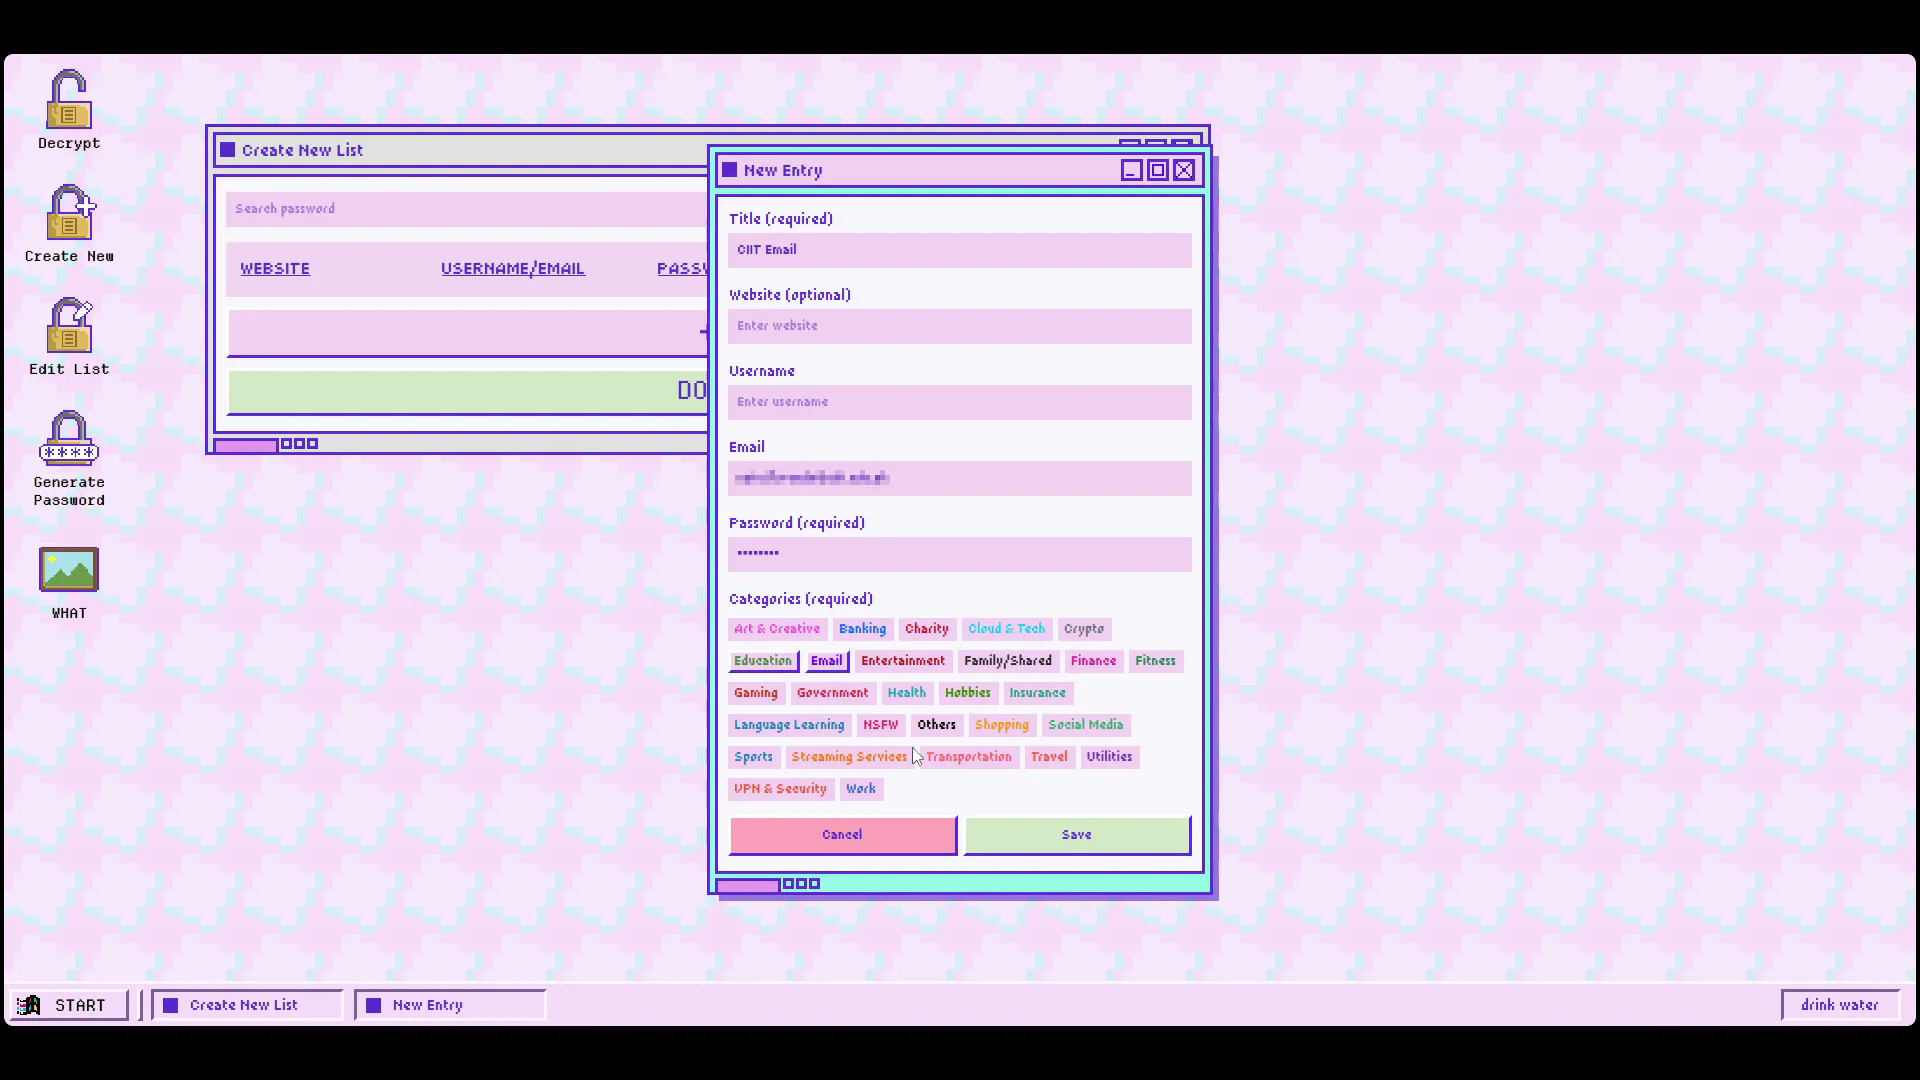 Decrypt
Create New
Edit List
Generate
Password
WHAT
Create New List
Search password
WEBSITE USERNAME/EMAIL
New Entry
Title (required)
CIIT Email
Website (optional)
Enter website
Username
Enter username
Email
Password (required)
••••••••
Categories (required)
Art & Creative Banking Charity Cloud & Tech Crypto
Education Email Entertainment Family/Shared Finance Fitness
Gaming Government Health Hobbies Insurance
Language Learning NSFW Others Shopping Social Media
Sports Streaming Services Transportation Travel Utilities
VPN & Security Work
Cancel Save
START Create New List New Entry drink water